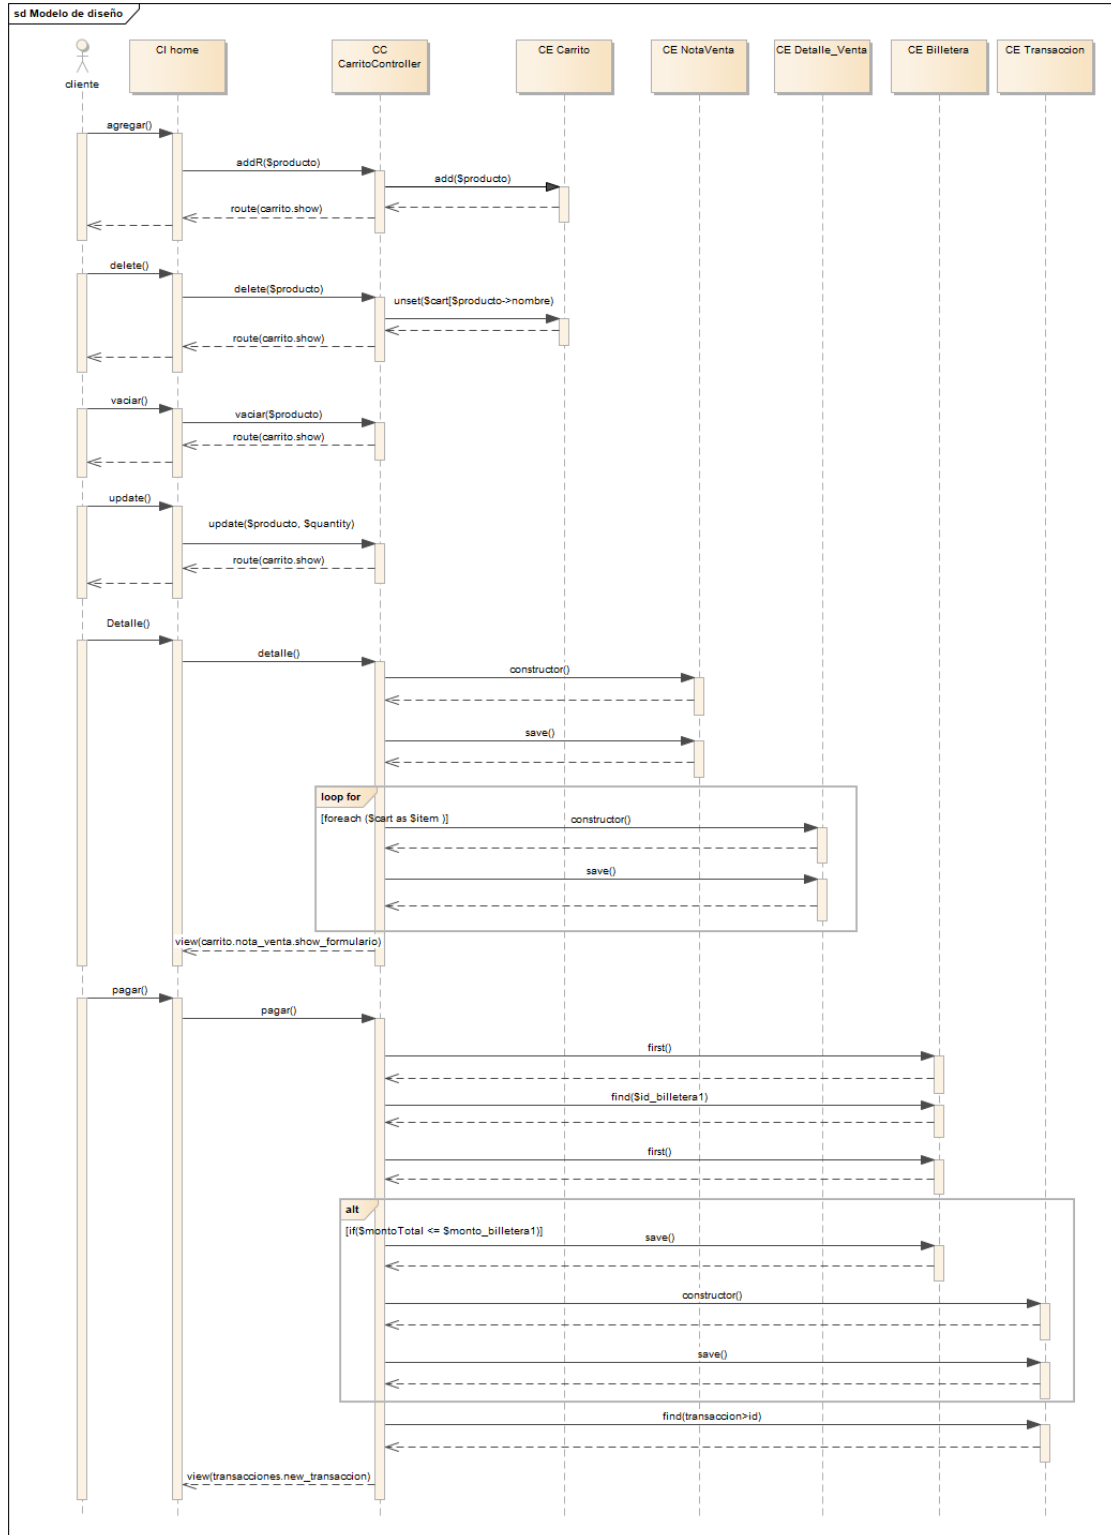 sd Modelo de diseño
cliente
CI home
CC
CarritoController
CE Carrito
CE NotaVenta
CE Detalle_Venta
CE Billetera
CE Transaccion
agregar()
addR($producto)
add($producto)
route(carrito.show)
delete()
delete($producto)
unset($cart[$producto->nombre)
route(carrito.show)
vaciar()
vaciar($producto)
route(carrito.show)
update()
update($producto, $quantity)
route(carrito.show)
Detalle()
detalle()
constructor()
save()
loop for
[foreach ($cart as $item )]
constructor()
save()
view(carrito.nota_venta.show_formulario)
pagar()
pagar()
first()
find($id_billetera1)
first()
alt
[if($montoTotal <= $monto_billetera1)]
save()
constructor()
save()
find(transaccion>id)
view(transacciones.new_transaccion)